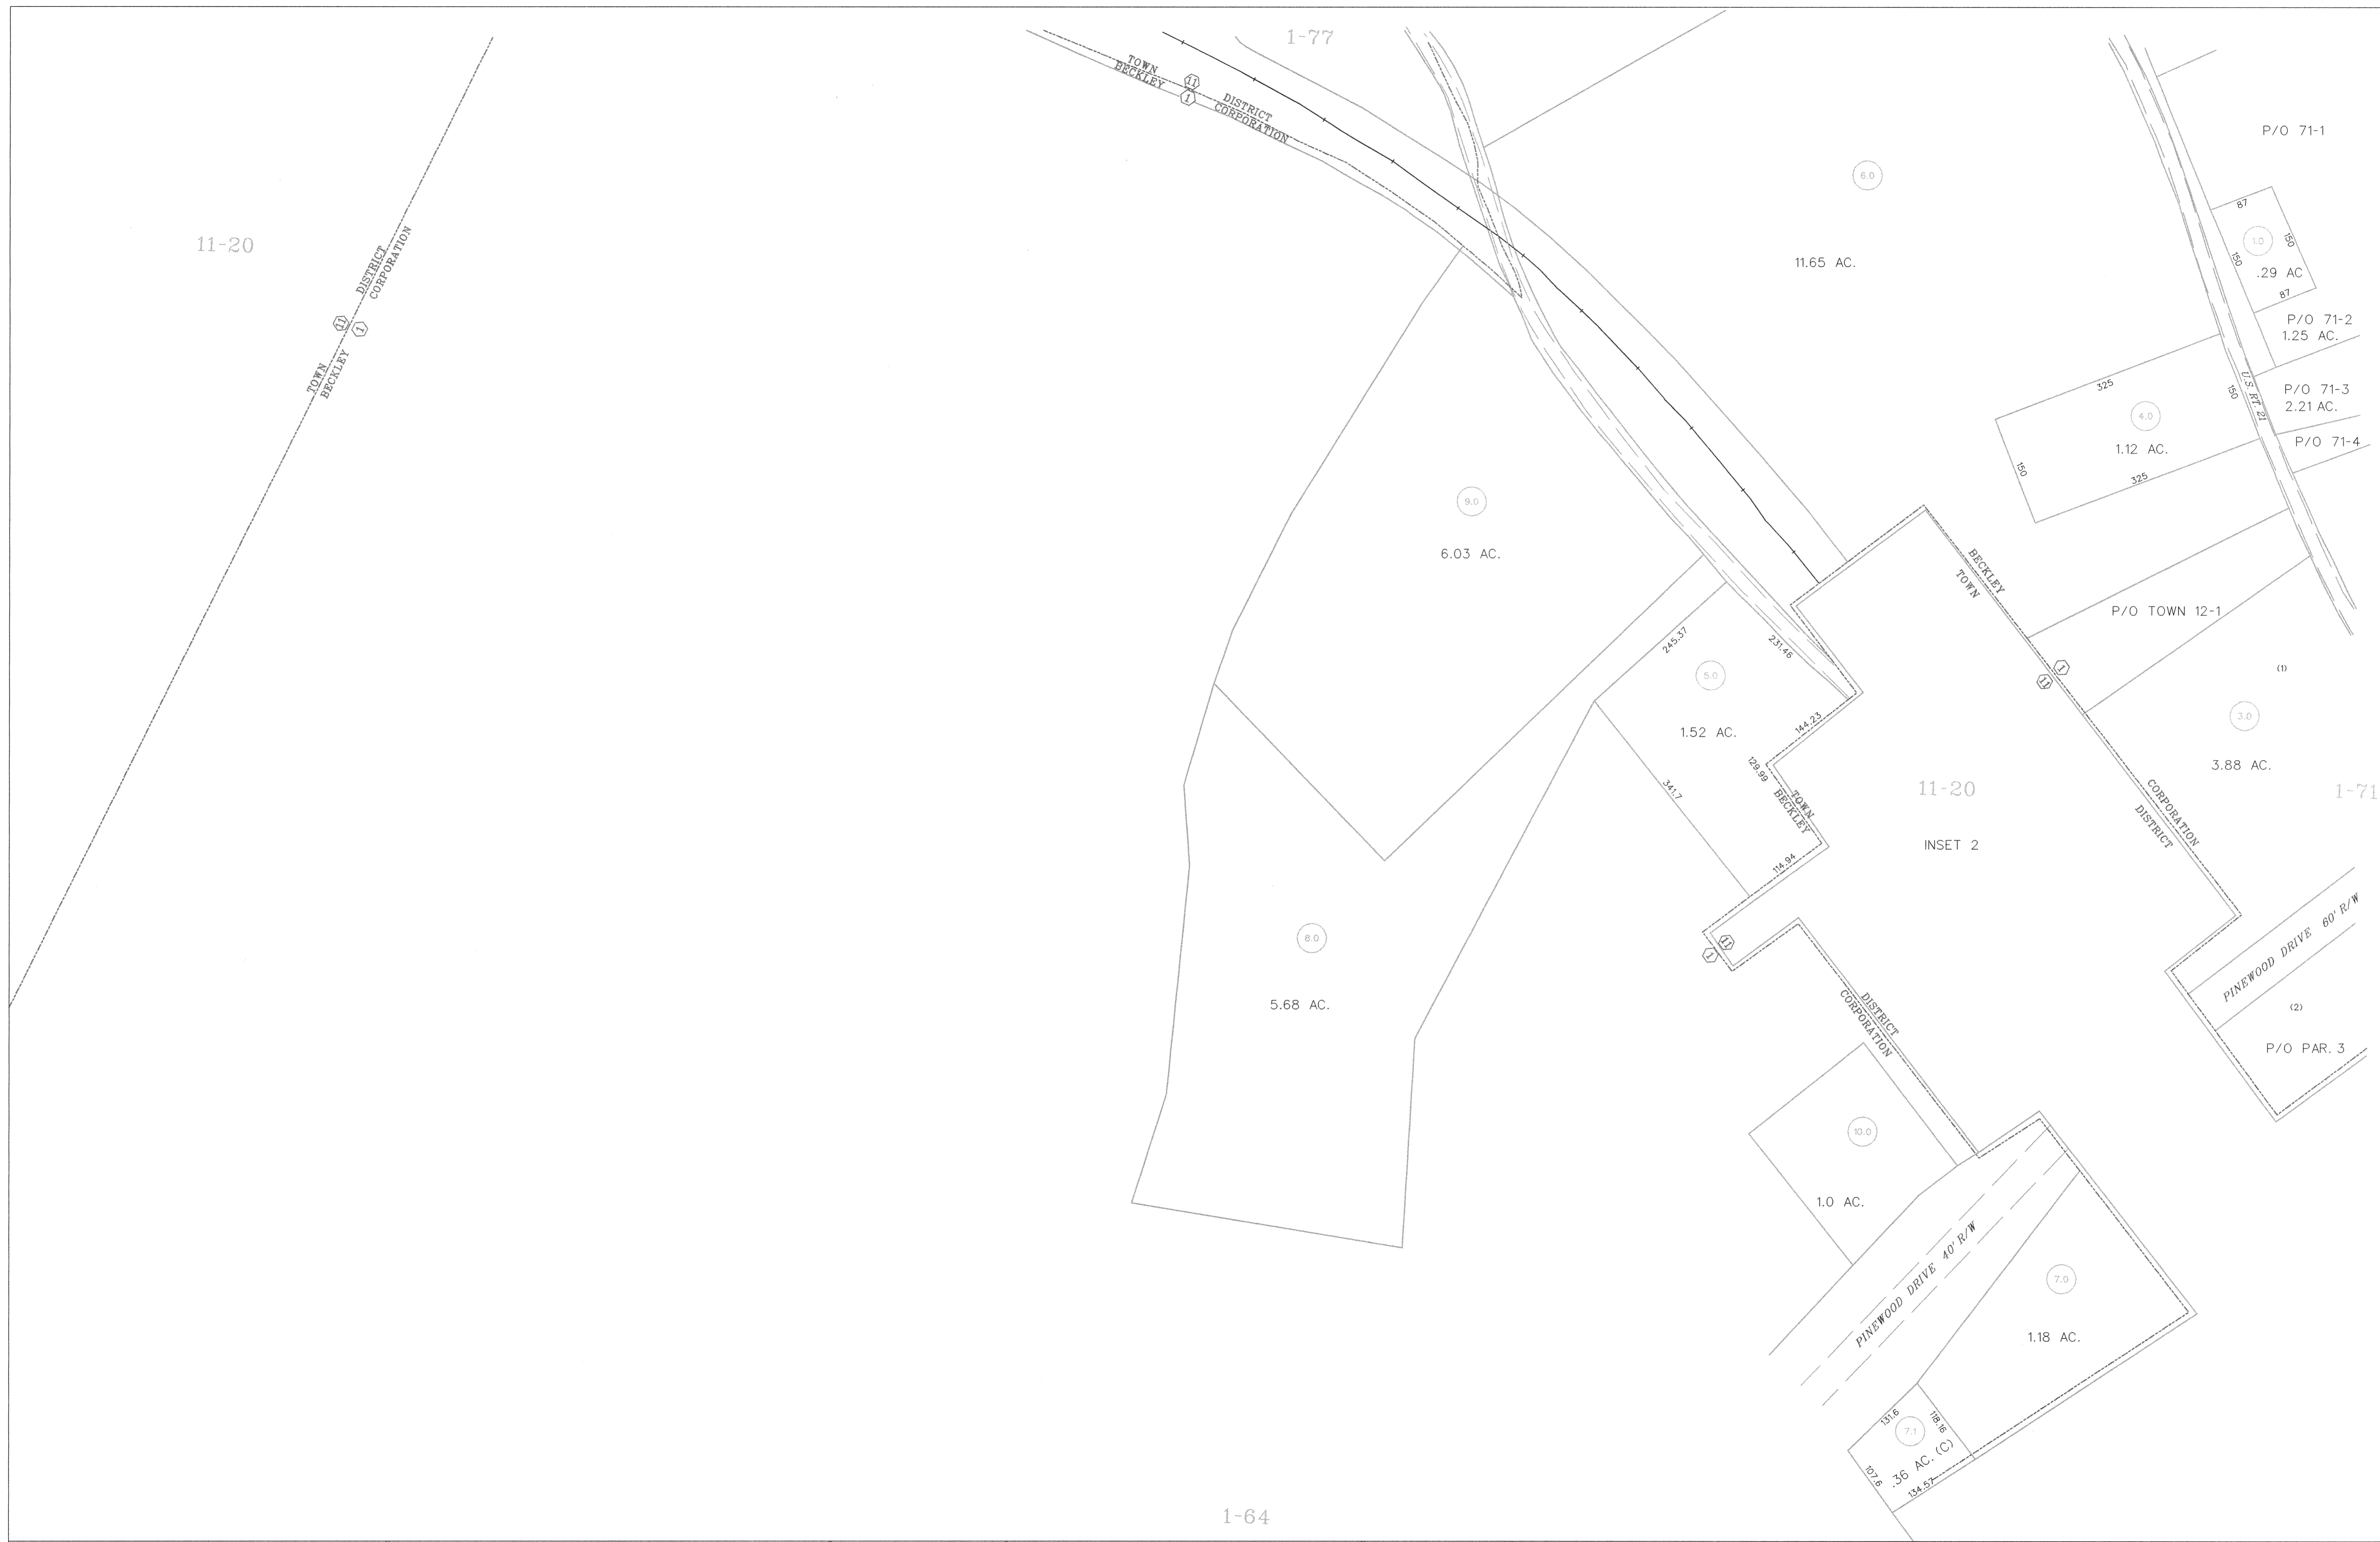 1-77
TOWN
BECKLEY
11
1
DISTRICT
CORPORATION
P/O 71-1
6.0
11.65 AC.
87
150
1.0
150
.29 AC
87
P/O 71-2
1.25 AC.
11-20
DISTRICT
CORPORATION
11
1
TOWN
BECKLEY
U.S. RT. 21
P/O 71-3
2.21 AC.
325
150
4.0
1.12 AC.
P/O 71-4
150
325
9.0
6.03 AC.
BECKLEY
TOWN
P/O TOWN 12-1
245.37
231.46
5.0
1.52 AC.
144.23
129.99
341.7
TOWN
BECKLEY
114.94
1
11
(1)
3.0
3.88 AC.
1-71
11-20
INSET 2
CORPORATION
DISTRICT
8.0
5.68 AC.
11
1
PINEWOOD DRIVE 60' R/W
(2)
P/O PAR. 3
DISTRICT
CORPORATION
10.0
1.0 AC.
PINEWOOD DRIVE 40' R/W
7.0
1.18 AC.
131.6
118.16
7.1
.36 AC. (C)
107.6
134.57
1-64